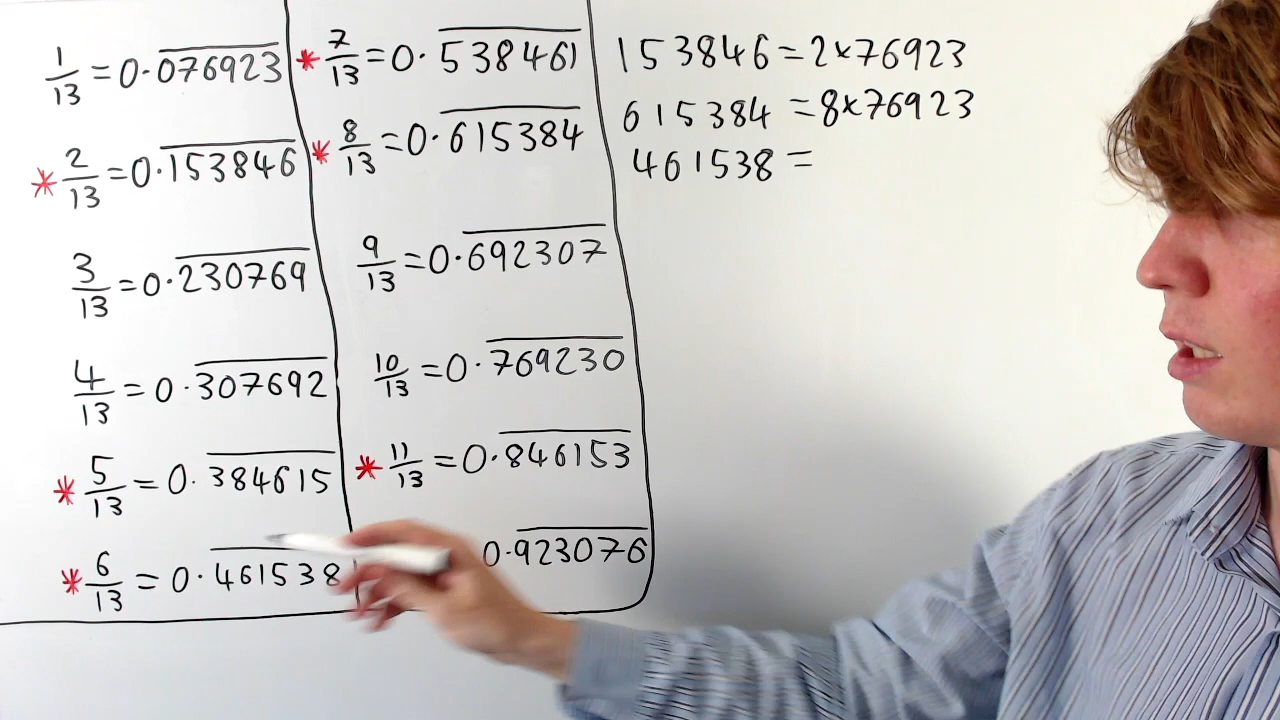 1/13 = 0.076923
* 2/13 = 0.153846
3/13 = 0.230769
4/13 = 0.307692
* 5/13 = 0.384615
* 6/13 = 0.461538
* 7/13 = 0.538461
* 8/13 = 0.615384
9/13 = 0.692307
10/13 = 0.769230
* 11/13 = 0.846153
0.923076
153846 = 2×76923
615384 = 8×76923
461538 =